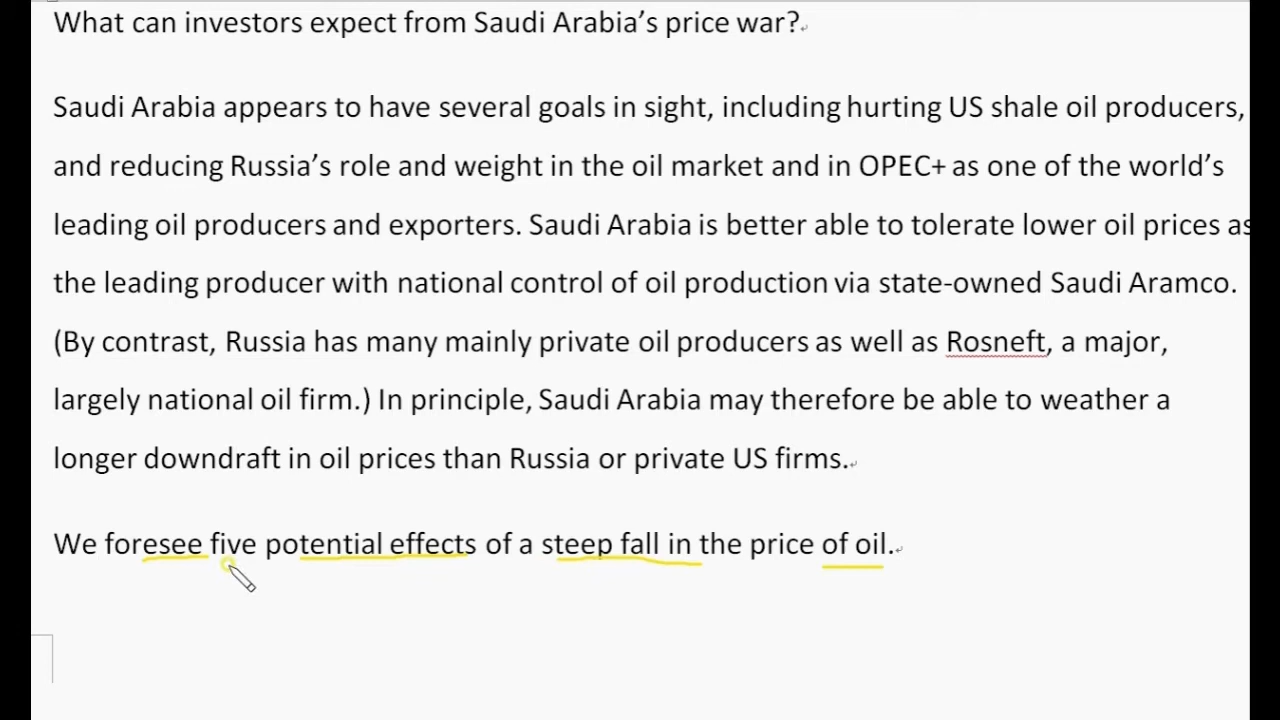 What can investors expect from Saudi Arabia’s price war?
Saudi Arabia appears to have several goals in sight, including hurting US shale oil producers,
and reducing Russia’s role and weight in the oil market and in OPEC+ as one of the world’s
leading oil producers and exporters. Saudi Arabia is better able to tolerate lower oil prices as
the leading producer with national control of oil production via state-owned Saudi Aramco.
(By contrast, Russia has many mainly private oil producers as well as Rosneft, a major,
largely national oil firm.) In principle, Saudi Arabia may therefore be able to weather a
longer downdraft in oil prices than Russia or private US firms.
We foresee five potential effects of a steep fall in the price of oil.